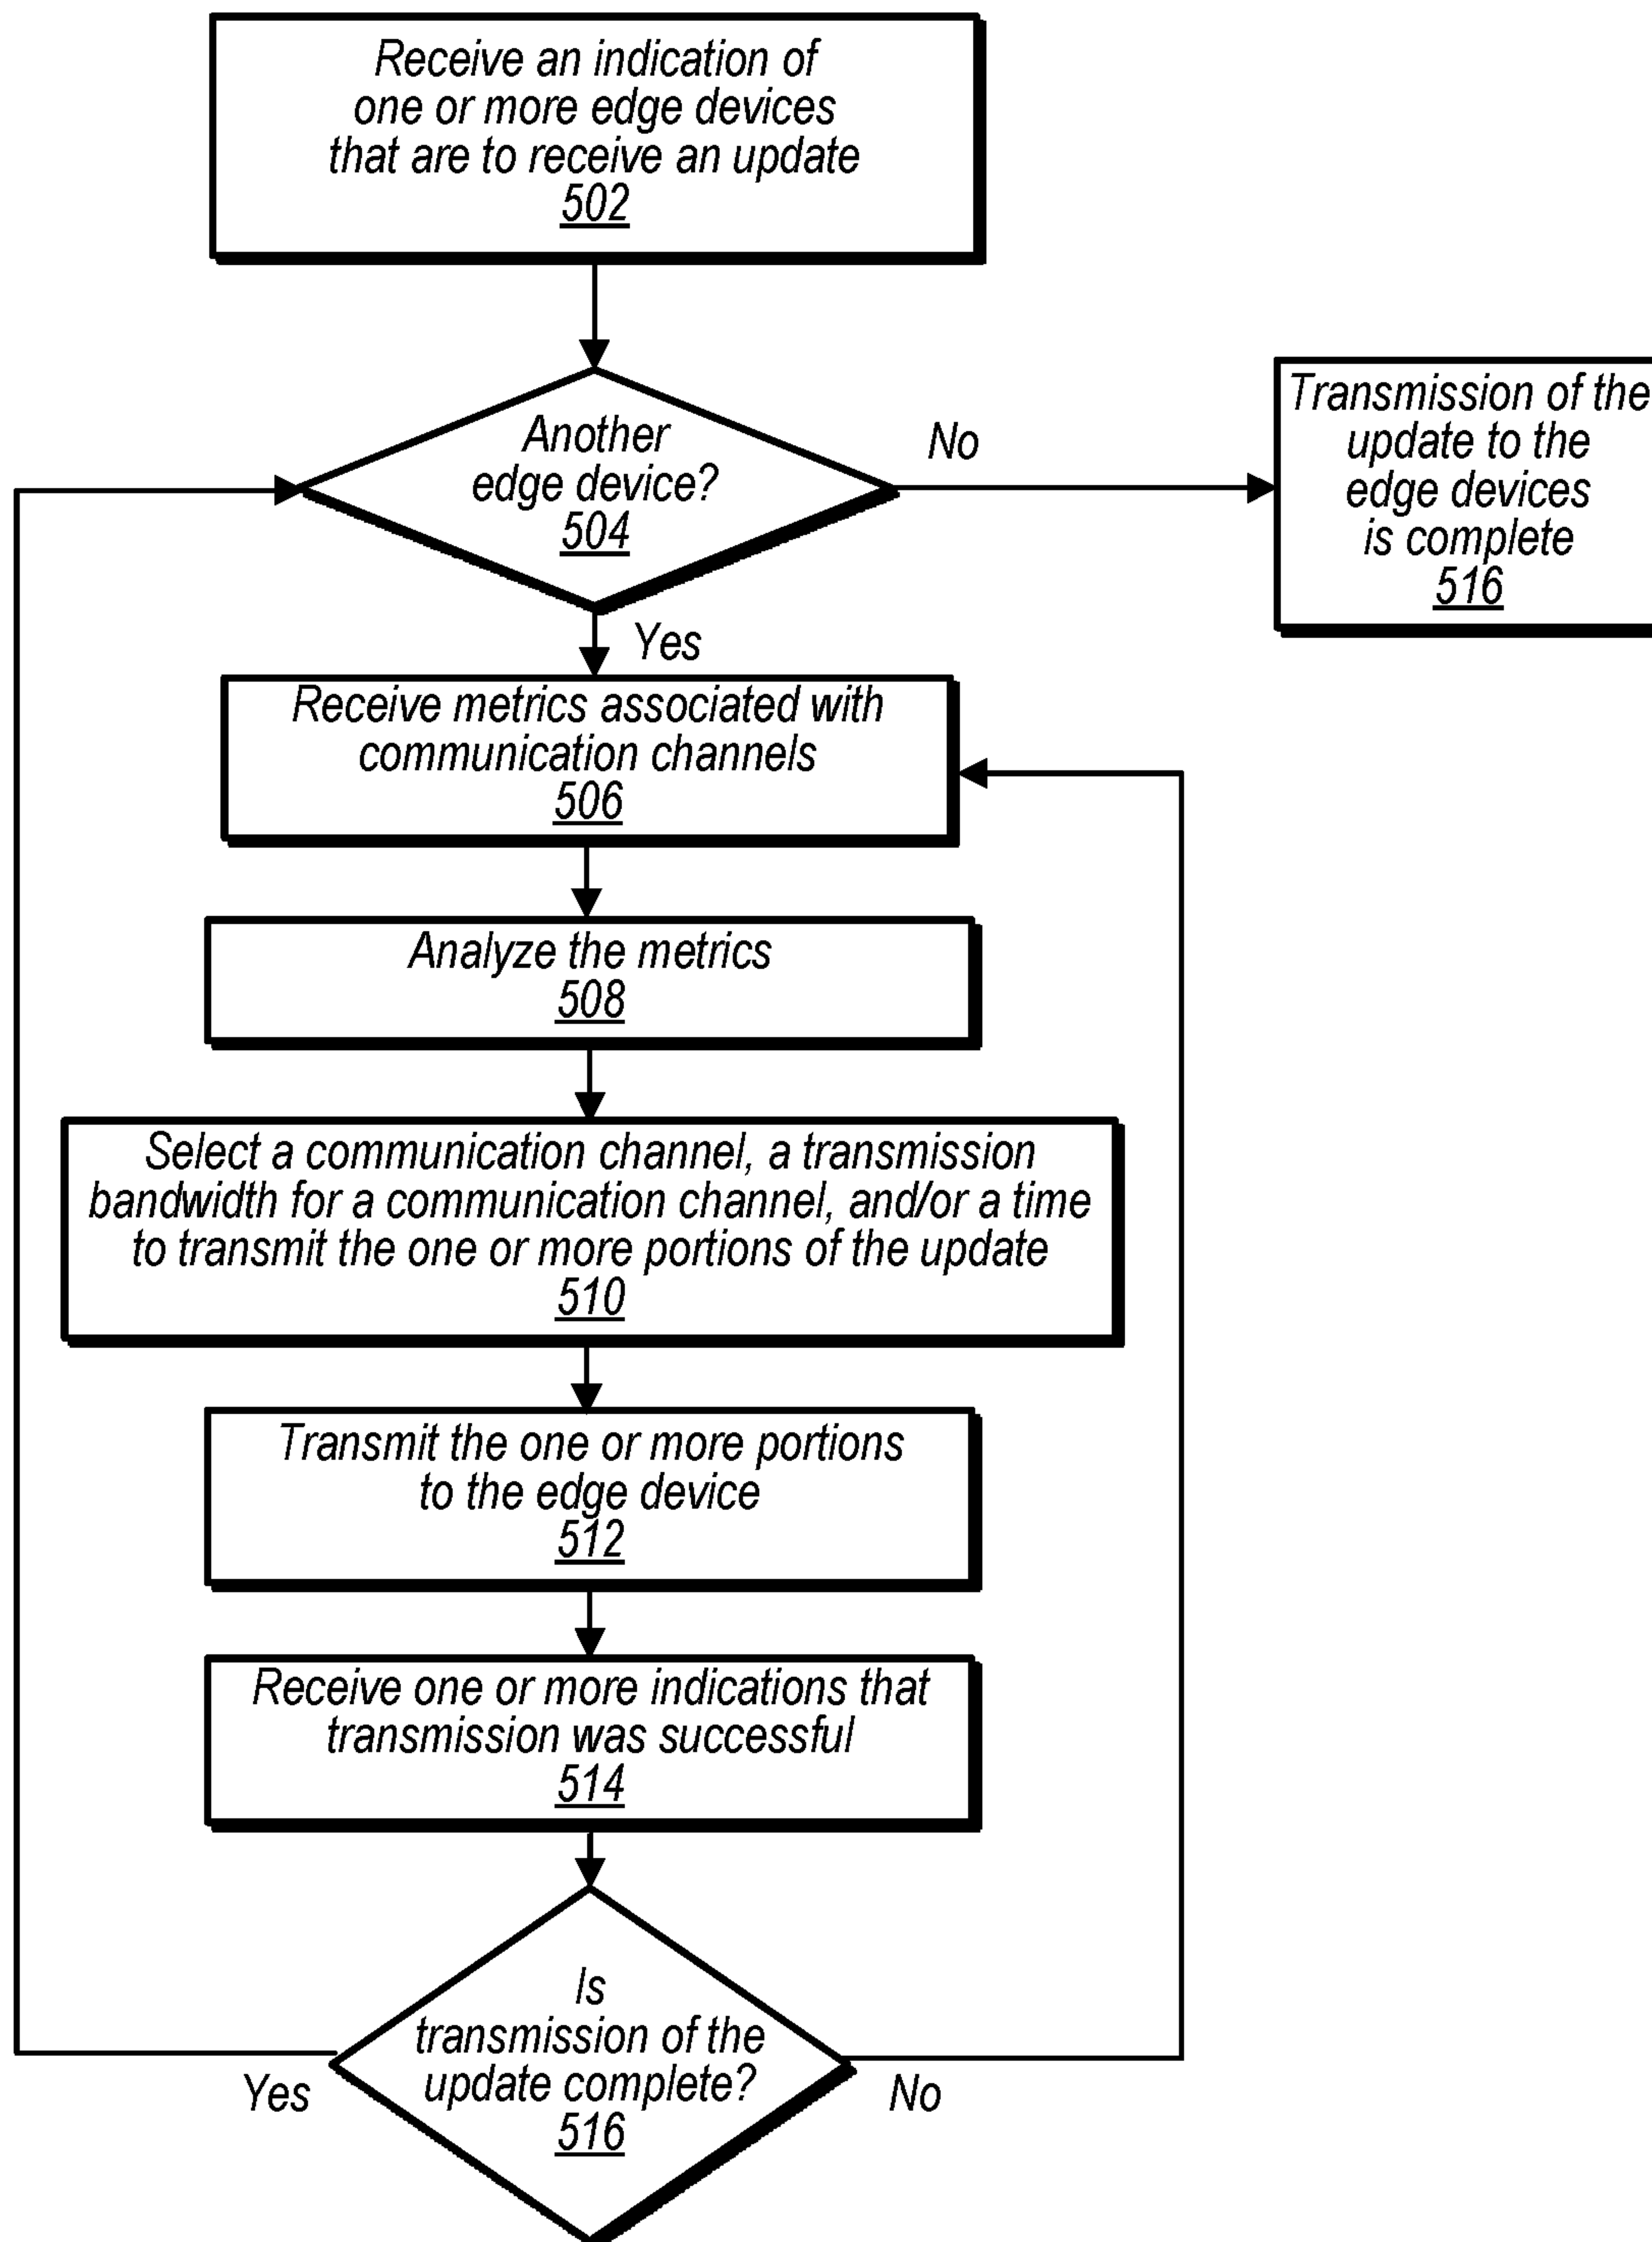 Receive an indication of
one or more edge devices
that are to receive an update
502
Another
edge device?
504
No
Transmission of the
update to the
edge devices
is complete
516
Yes
Receive metrics associated with
communication channels
506
Analyze the metrics
508
Select a communication channel, a transmission
bandwidth for a communication channel, and/or a time
to transmit the one or more portions of the update
510
Transmit the one or more portions
to the edge device
512
Receive one or more indications that
transmission was successful
514
Is
transmission of the
update complete?
516
Yes
No